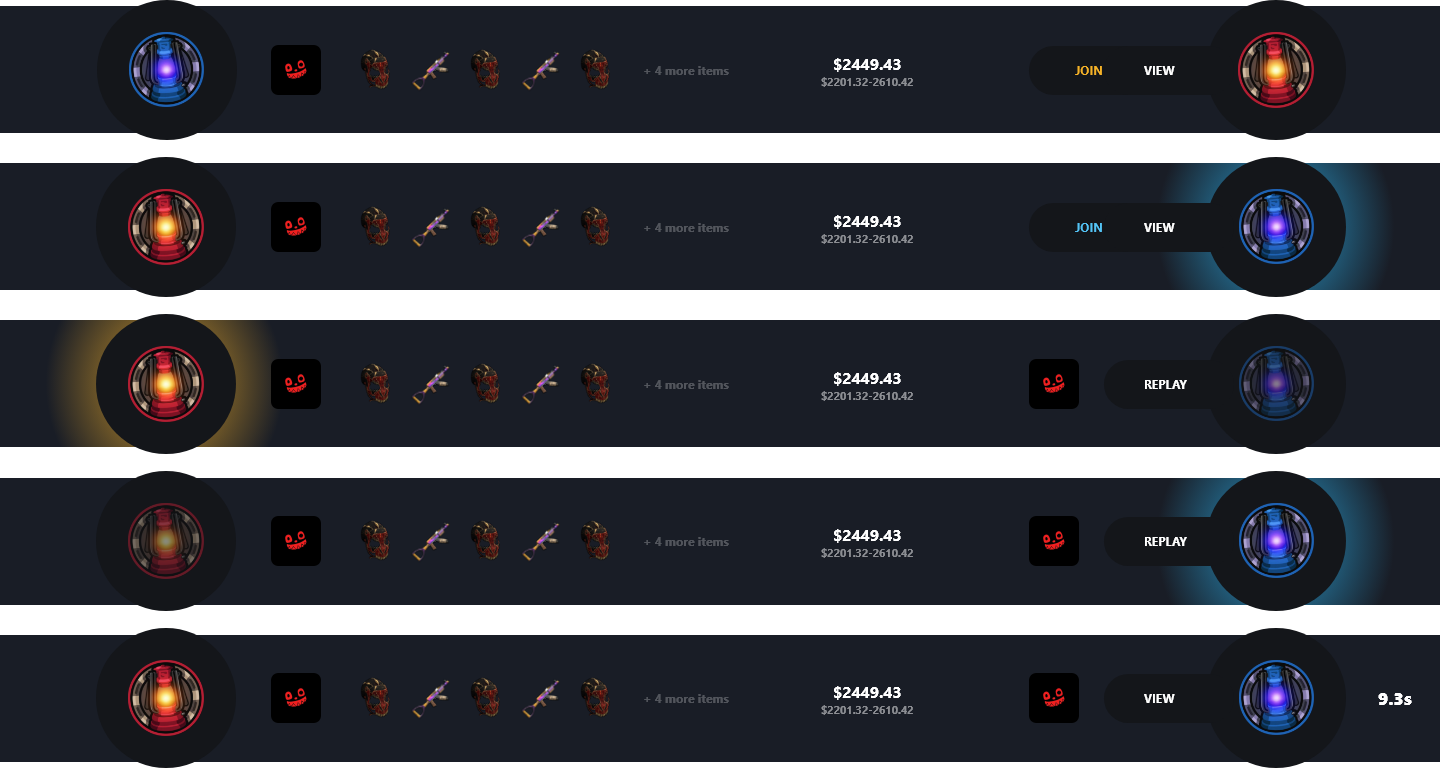 + 4 more items
$2449.43
$2201.32-2610.42
JOIN VIEW
+ 4 more items
$2449.43
$2201.32-2610.42
JOIN VIEW
+ 4 more items
$2449.43
$2201.32-2610.42
REPLAY
+ 4 more items
$2449.43
$2201.32-2610.42
REPLAY
+ 4 more items
$2449.43
$2201.32-2610.42
VIEW
9.3s